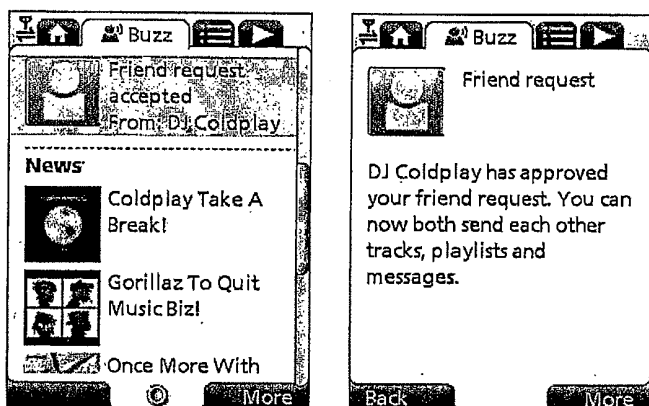 Buzz
Friend request
accepted
From: DJ Coldplay
News
Coldplay Take A
Break!
Gorillaz To Quit
Music Biz!
Once More With
More
Buzz
Friend request
DJ Coldplay has approved
your friend request. You can
now both send each other
tracks, playlists and
messages.
Back
More